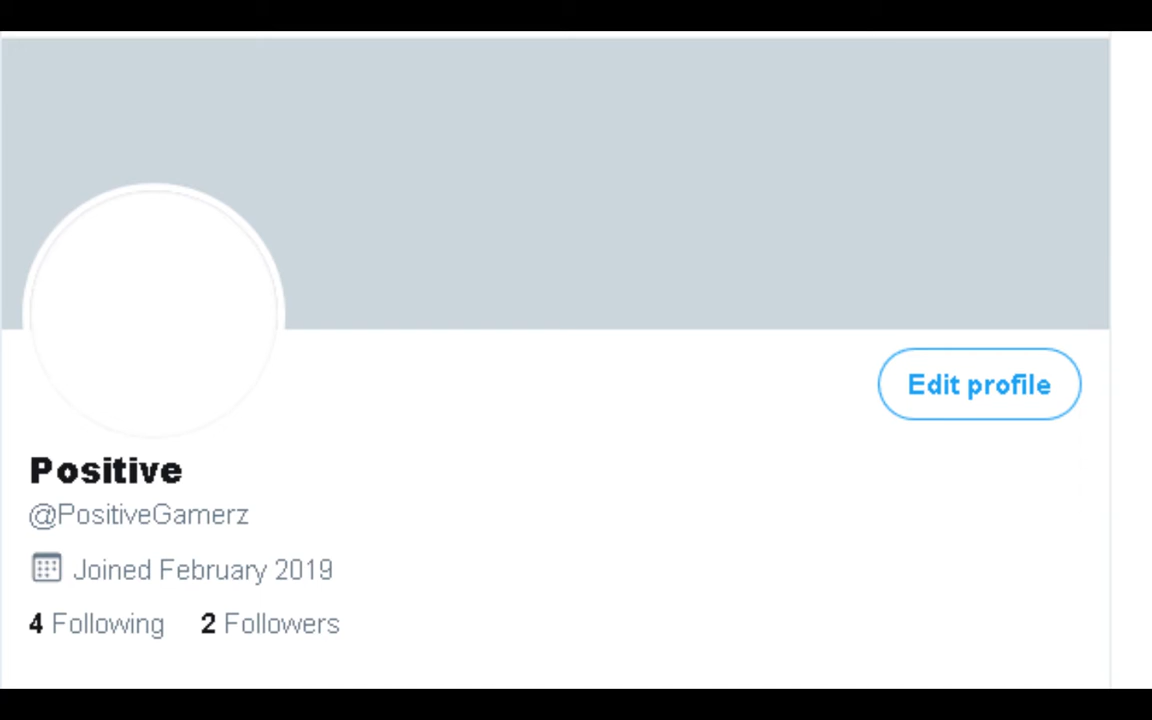 Edit profile
Positive
@PositiveGamerz
Joined February 2019
4 Following 2 Followers